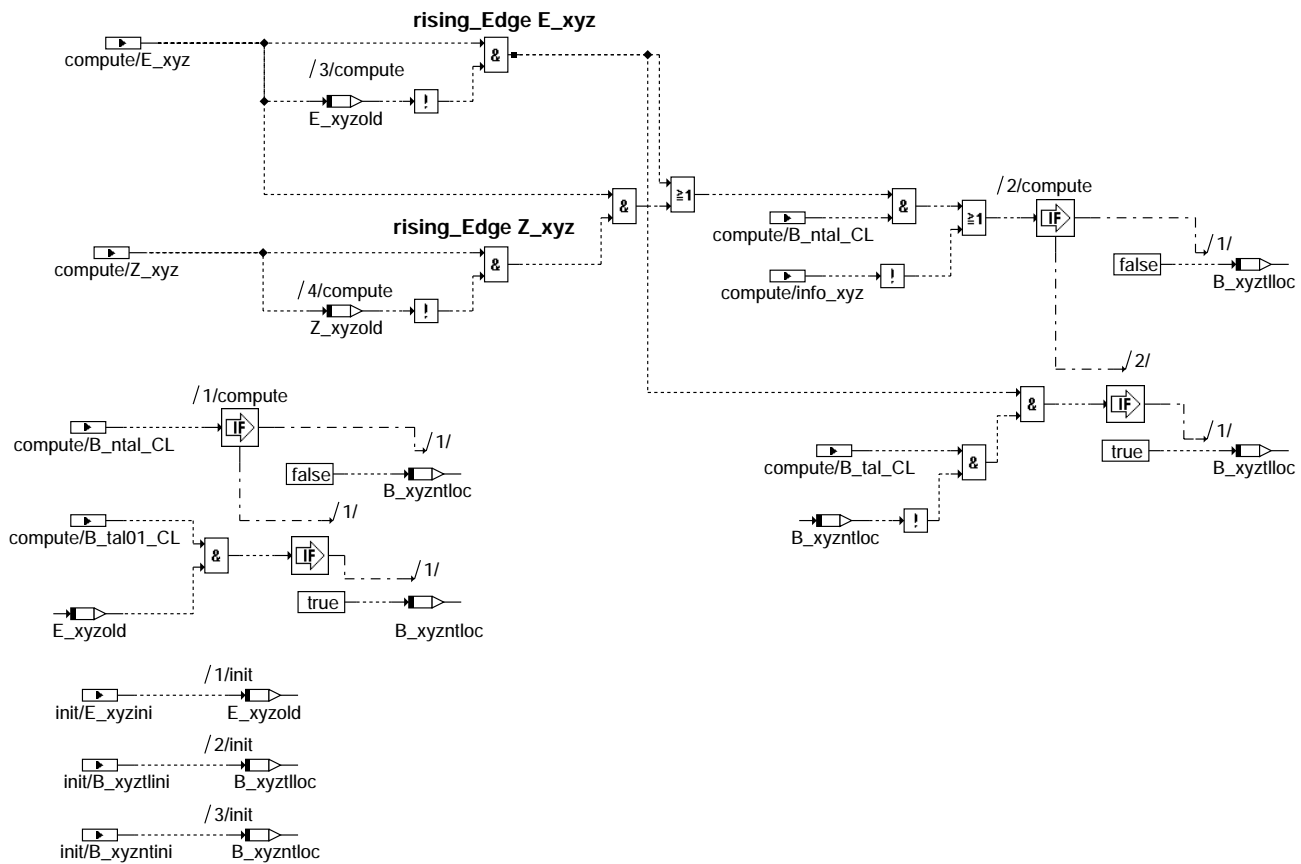 rising_Edge E_xyz
compute/E_xyz
/3/compute
&
!
E_xyzold
/2/compute
&
≧1
&
≧1
IF
rising_Edge Z_xyz
compute/B_ntal_CL
/1/
compute/Z_xyz
&
false
B_xyztlloc
/4/compute
!
compute/info_xyz
!
Z_xyzold
/2/
/1/compute
&
IF
IF
/1/
/1/
compute/B_ntal_CL
true
B_xyztlloc
false
B_xyzntloc
compute/B_tal_CL
&
/1/
!
B_xyzntloc
compute/B_tal01_CL
&
IF
/1/
true
B_xyzntloc
E_xyzold
/1/init
init/E_xyzini
E_xyzold
/2/init
init/B_xyztlini
B_xyztlloc
/3/init
init/B_xyzntini
B_xyzntloc